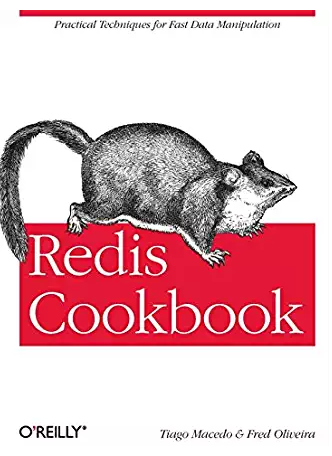 Practical Techniques for Fast Data Manipulation
Redis
Cookbook
O'REILLY®
Tiago Macedo & Fred Oliveira